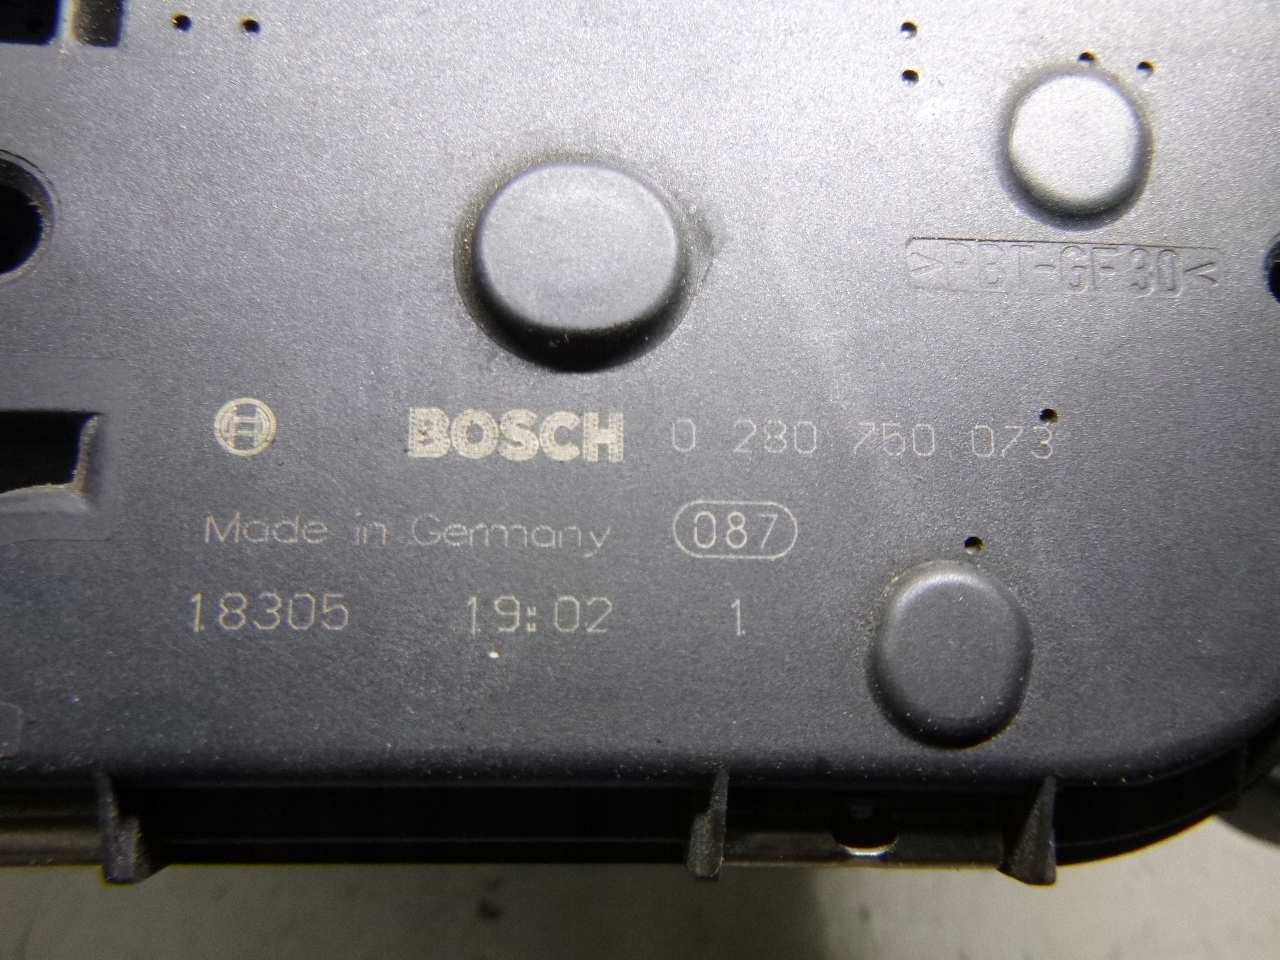 >PBT-GF30<
BOSCH 0 280 750 073
Made in Germany 087
18305 19:02 1